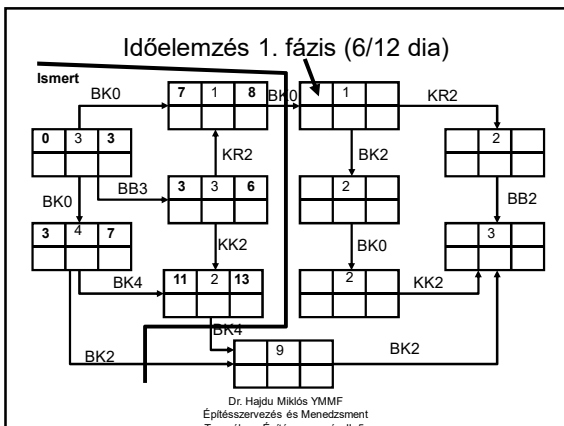 Időelemzés 1. fázis (6/12 dia)
Ismert
BK0
7 1 8
BK0
1
KR2
0 3 3
KR2
BK2
2
BB3
3 3 6
2
BB2
BK0
3 4 7
KK2
BK0
3
BK4
11 2 13
2
KK2
BK4
BK2
9
BK2
Dr. Hajdu Miklós YMMF
Építésszervezés és Menedzsment